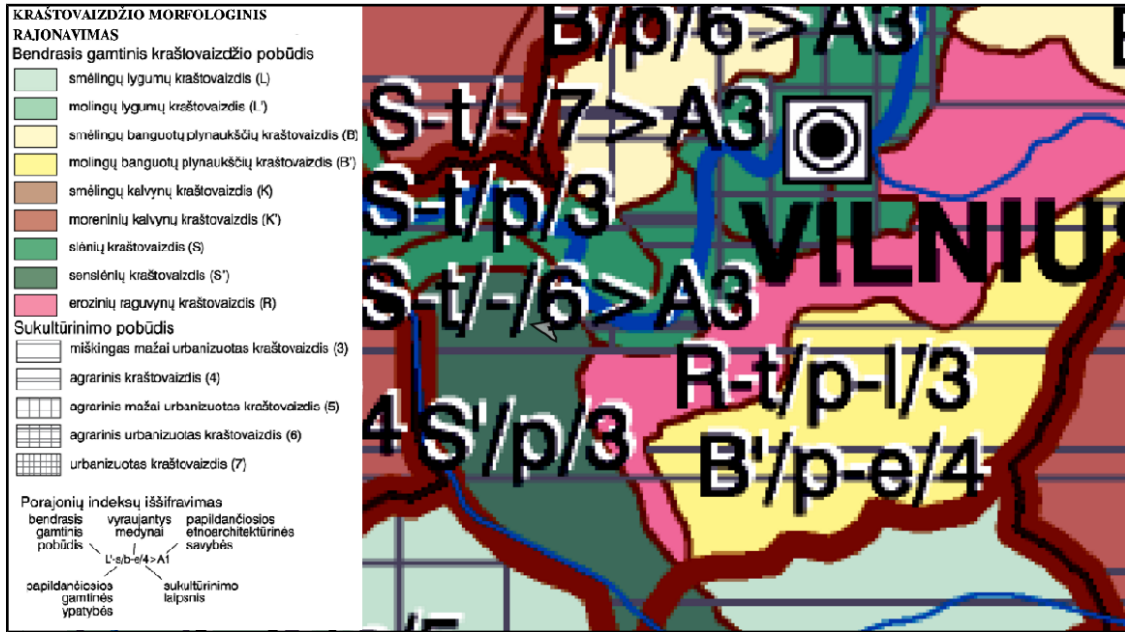 KRAŠTOVAIZDŽIO MORFOLOGINIS
RAJONAVIMAS
Bendrasis gamtinis kraštovaizdžio pobūdis
smėlingų lygumų kraštovaizdis (L)
molingų lygumų kraštovaizdis (L')
smėlingų banguotų plynaukščių kraštovaizdis (B)
molingų banguotų plynaukščių kraštovaizdis (B')
smėlingų kalvynų kraštovaizdis (K)
moreninių kalvynų kraštovaizdis (K')
slėnių kraštovaizdis (S)
senslėnių kraštovaizdis (S')
erozinių raguvynų kraštovaizdis (R)
Sukultūrinimo pobūdis
miškingas mažai urbanizuotas kraštovaizdis (3)
agrarinis kraštovaizdis (4)
agrarinis mažai urbanizuotas kraštovaizdis (5)
agrarinis urbanizuotas kraštovaizdis (6)
urbanizuotas kraštovaizdis (7)
Porajonių indeksų iššifravimas
bendrasis gamtinis pobūdis
vyraujantys medynai
papildančiosios etnoarchitektūrinės savybės
L'-s/b-e/4>A1
papildančiosios gamtinės ypatybės
sukultūrinimo laipsnis
B/p/6>A3
S-t/-/7>A3
S-t/p/3
VILNIUS
S-t/-/6>A3
R-t/p-l/3
4 S'/p/3
B'/p-e/4